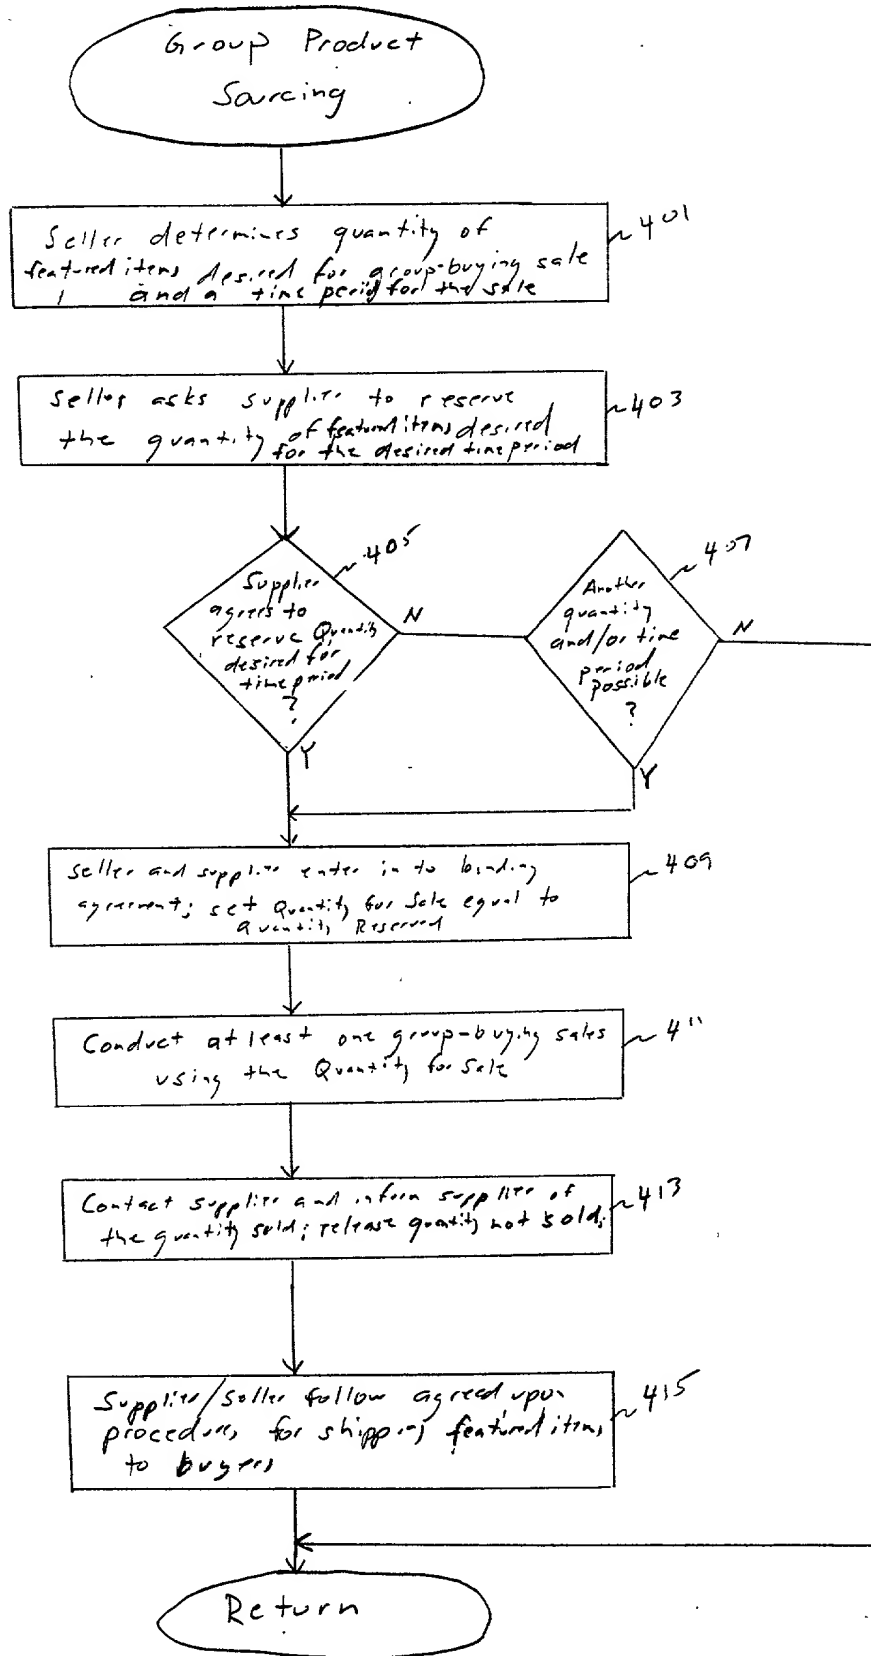 Group Product
Sourcing
Seller determines quantity of
featured items desired for group-buying sale
and a time period for the sale
401
Seller asks supplier to reserve
the quantity of featured items desired
for the desired time period
403
405
Supplier
agrees to
reserve Quantity
desired for
time period
?
N
Y
407
Another
quantity
and/or time
period
possible
?
N
Y
Seller and supplier enter in to binding
agreement; set Quantity for Sale equal to
Quantity Reserved
409
Conduct at least one group-buying sales
using the Quantity for Sale
411
Contact supplier and inform supplier of
the quantity sold; release quantity not sold;
413
Supplier/Seller follow agreed upon
procedures for shipping featured items
to buyers
415
Return